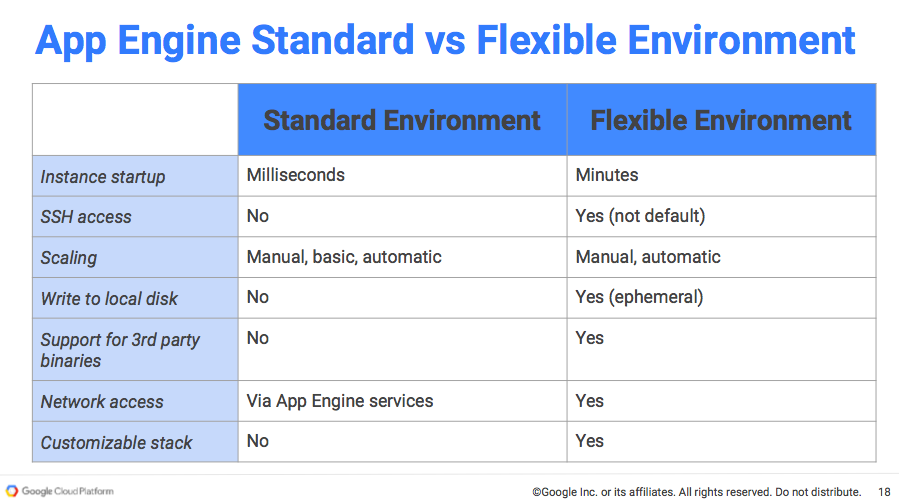 App Engine Standard vs Flexible Environment
Standard Environment Flexible Environment
Instance startup Milliseconds Minutes
SSH access No Yes (not default)
Scaling Manual, basic, automatic Manual, automatic
Write to local disk No Yes (ephemeral)
Support for 3rd party No Yes
binaries
Network access Via App Engine services Yes
Customizable stack No Yes
Google Cloud Platform ©Google Inc. or its affiliates. All rights reserved. Do not distribute. 18